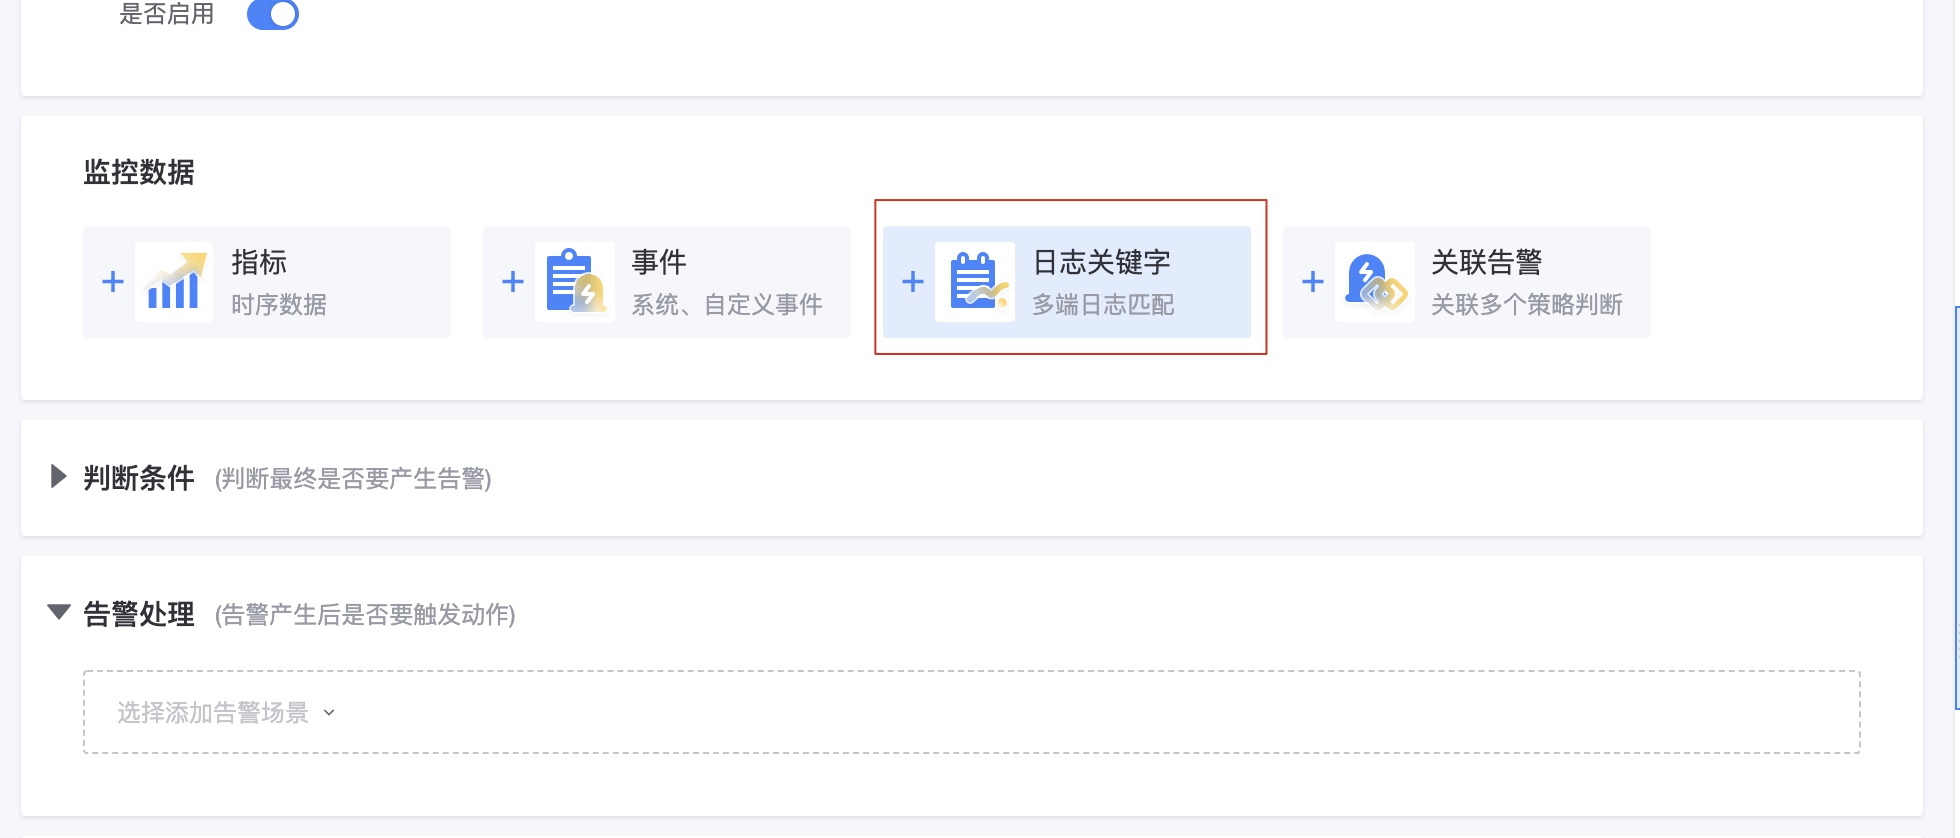 是否启用
监控数据
指标
时序数据
事件
系统、自定义事件
日志关键字
多端日志匹配
关联告警
关联多个策略判断
判断条件 (判断最终是否要产生告警)
告警处理 (告警产生后是否要触发动作)
选择添加告警场景